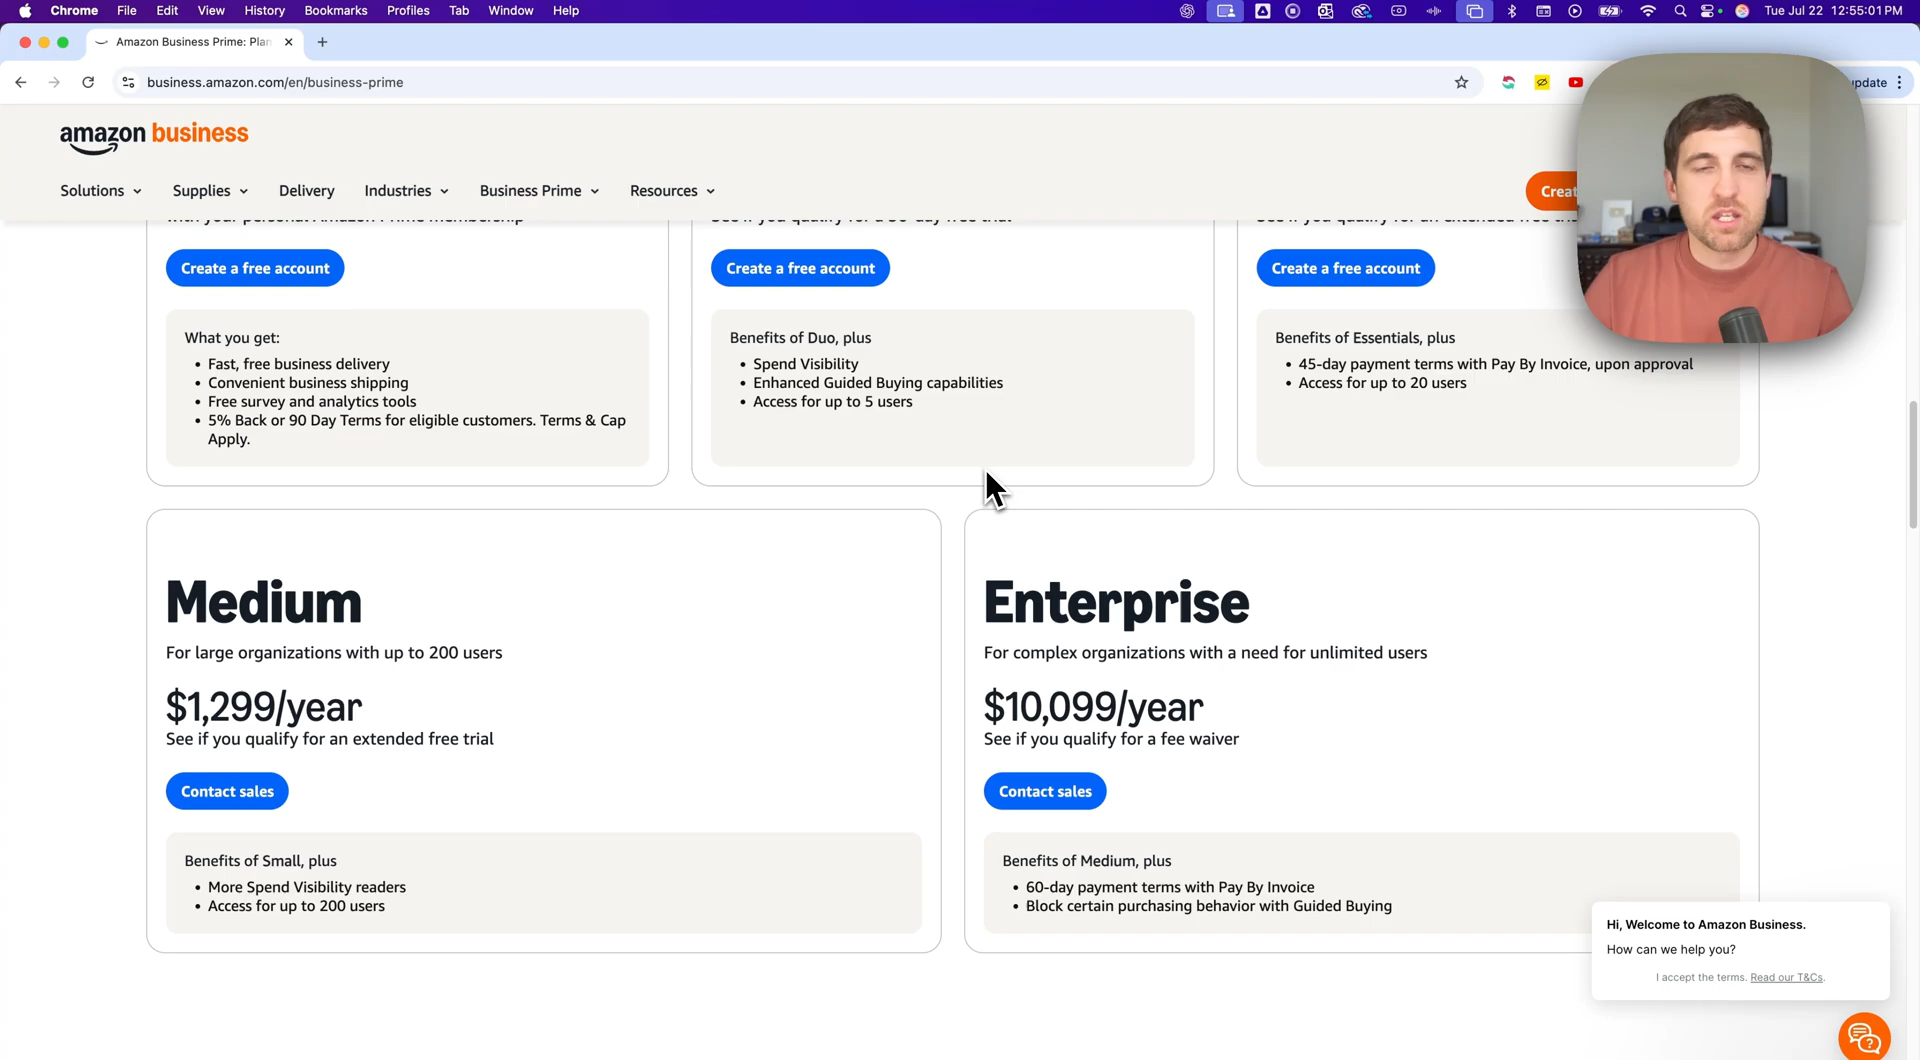 Chrome File Edit View History Bookmarks Profiles Tab Window Help
Tue Jul 22 12:55:01 PM
Amazon Business Prime: Plan
business.amazon.com/en/business-prime
update
amazon business
Solutions Supplies Delivery Industries Business Prime Resources
Creat
with your personal Amazon Prime membership
Create a free account
What you get:
• Fast, free business delivery
• Convenient business shipping
• Free survey and analytics tools
• 5% Back or 90 Day Terms for eligible customers. Terms & Cap
Apply.
See if you qualify for a 30-day free trial
Create a free account
Benefits of Duo, plus
• Spend Visibility
• Enhanced Guided Buying capabilities
• Access for up to 5 users
See if you qualify for an extended free tria
Create a free account
Benefits of Essentials, plus
• 45-day payment terms with Pay By Invoice, upon approval
• Access for up to 20 users
Medium
For large organizations with up to 200 users
$1,299/year
See if you qualify for an extended free trial
Contact sales
Benefits of Small, plus
• More Spend Visibility readers
• Access for up to 200 users
Enterprise
For complex organizations with a need for unlimited users
$10,099/year
See if you qualify for a fee waiver
Contact sales
Benefits of Medium, plus
• 60-day payment terms with Pay By Invoice
• Block certain purchasing behavior with Guided Buying
Hi, Welcome to Amazon Business.
How can we help you?
I accept the terms. Read our T&Cs.